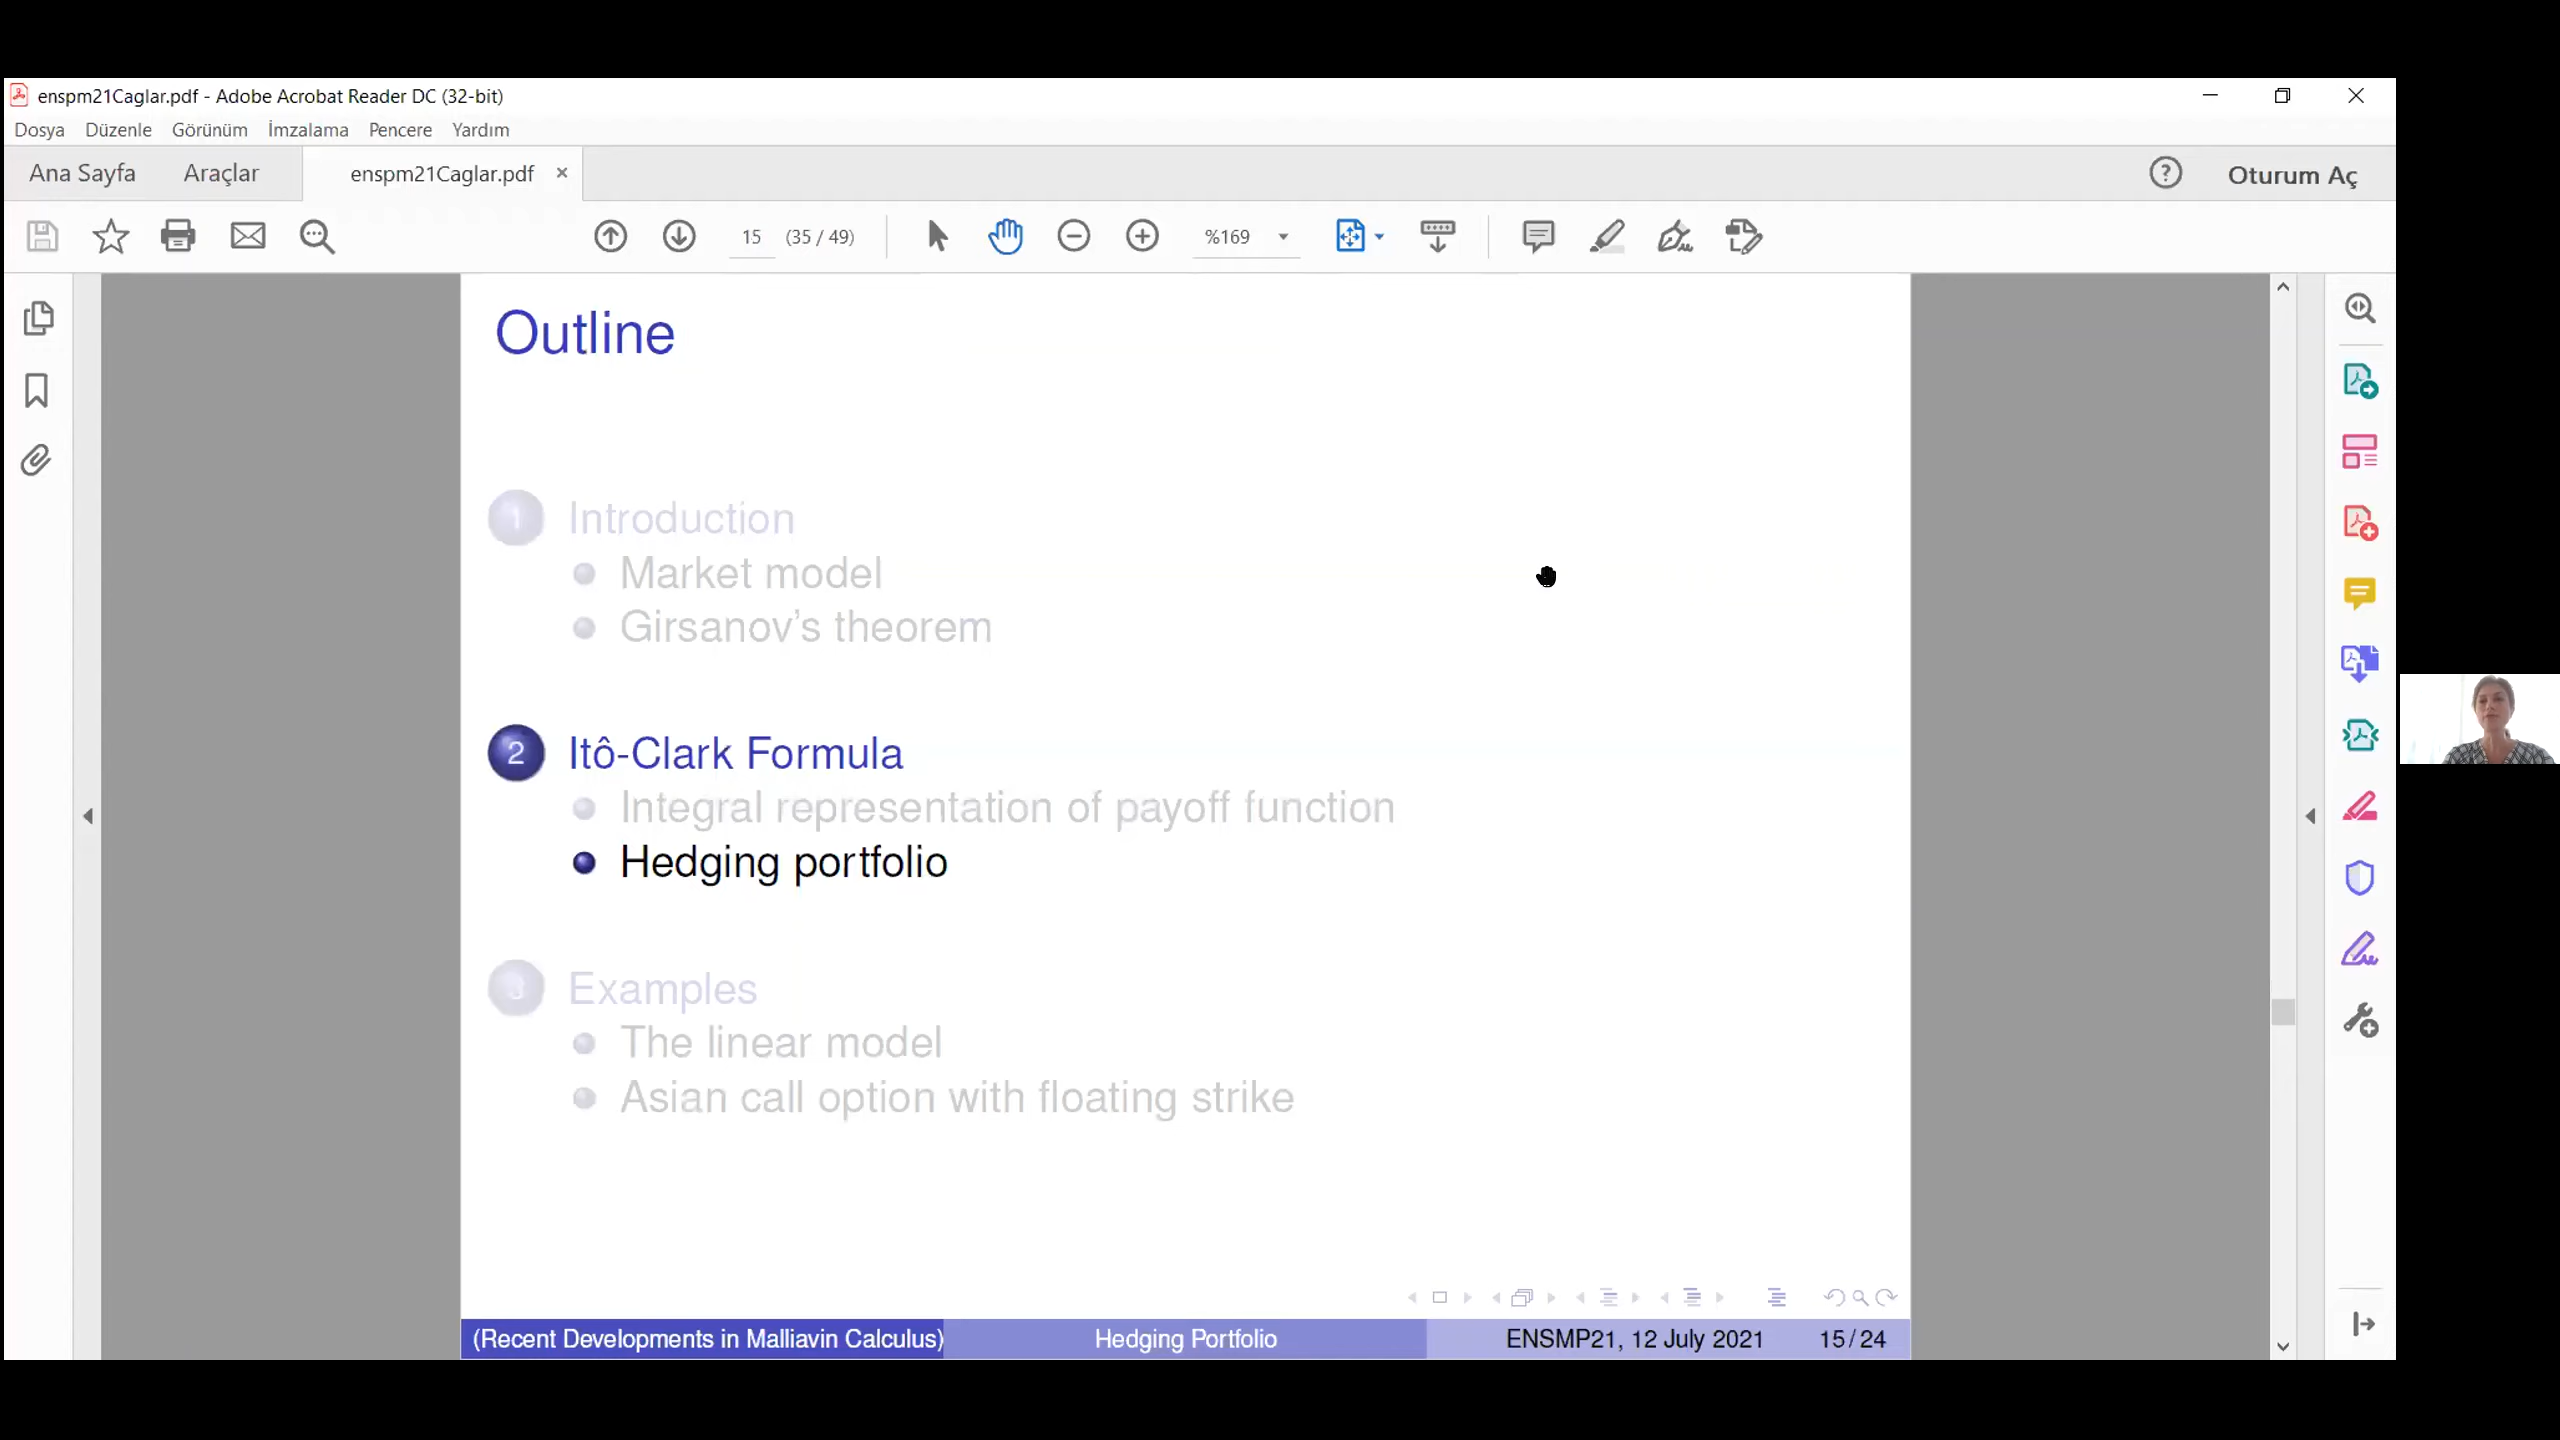 enspm21Caglar.pdf - Adobe Acrobat Reader DC (32-bit)
Dosya Düzenle Görünüm İmzalama Pencere Yardım
Ana Sayfa Araçlar enspm21Caglar.pdf × Oturum Aç
15 (35 / 49) %169
Outline
1 Introduction
Market model
Girsanov's theorem
2 Itô-Clark Formula
Integral representation of payoff function
Hedging portfolio
3 Examples
The linear model
Asian call option with floating strike
(Recent Developments in Malliavin Calculus) Hedging Portfolio ENSMP21, 12 July 2021 15 / 24